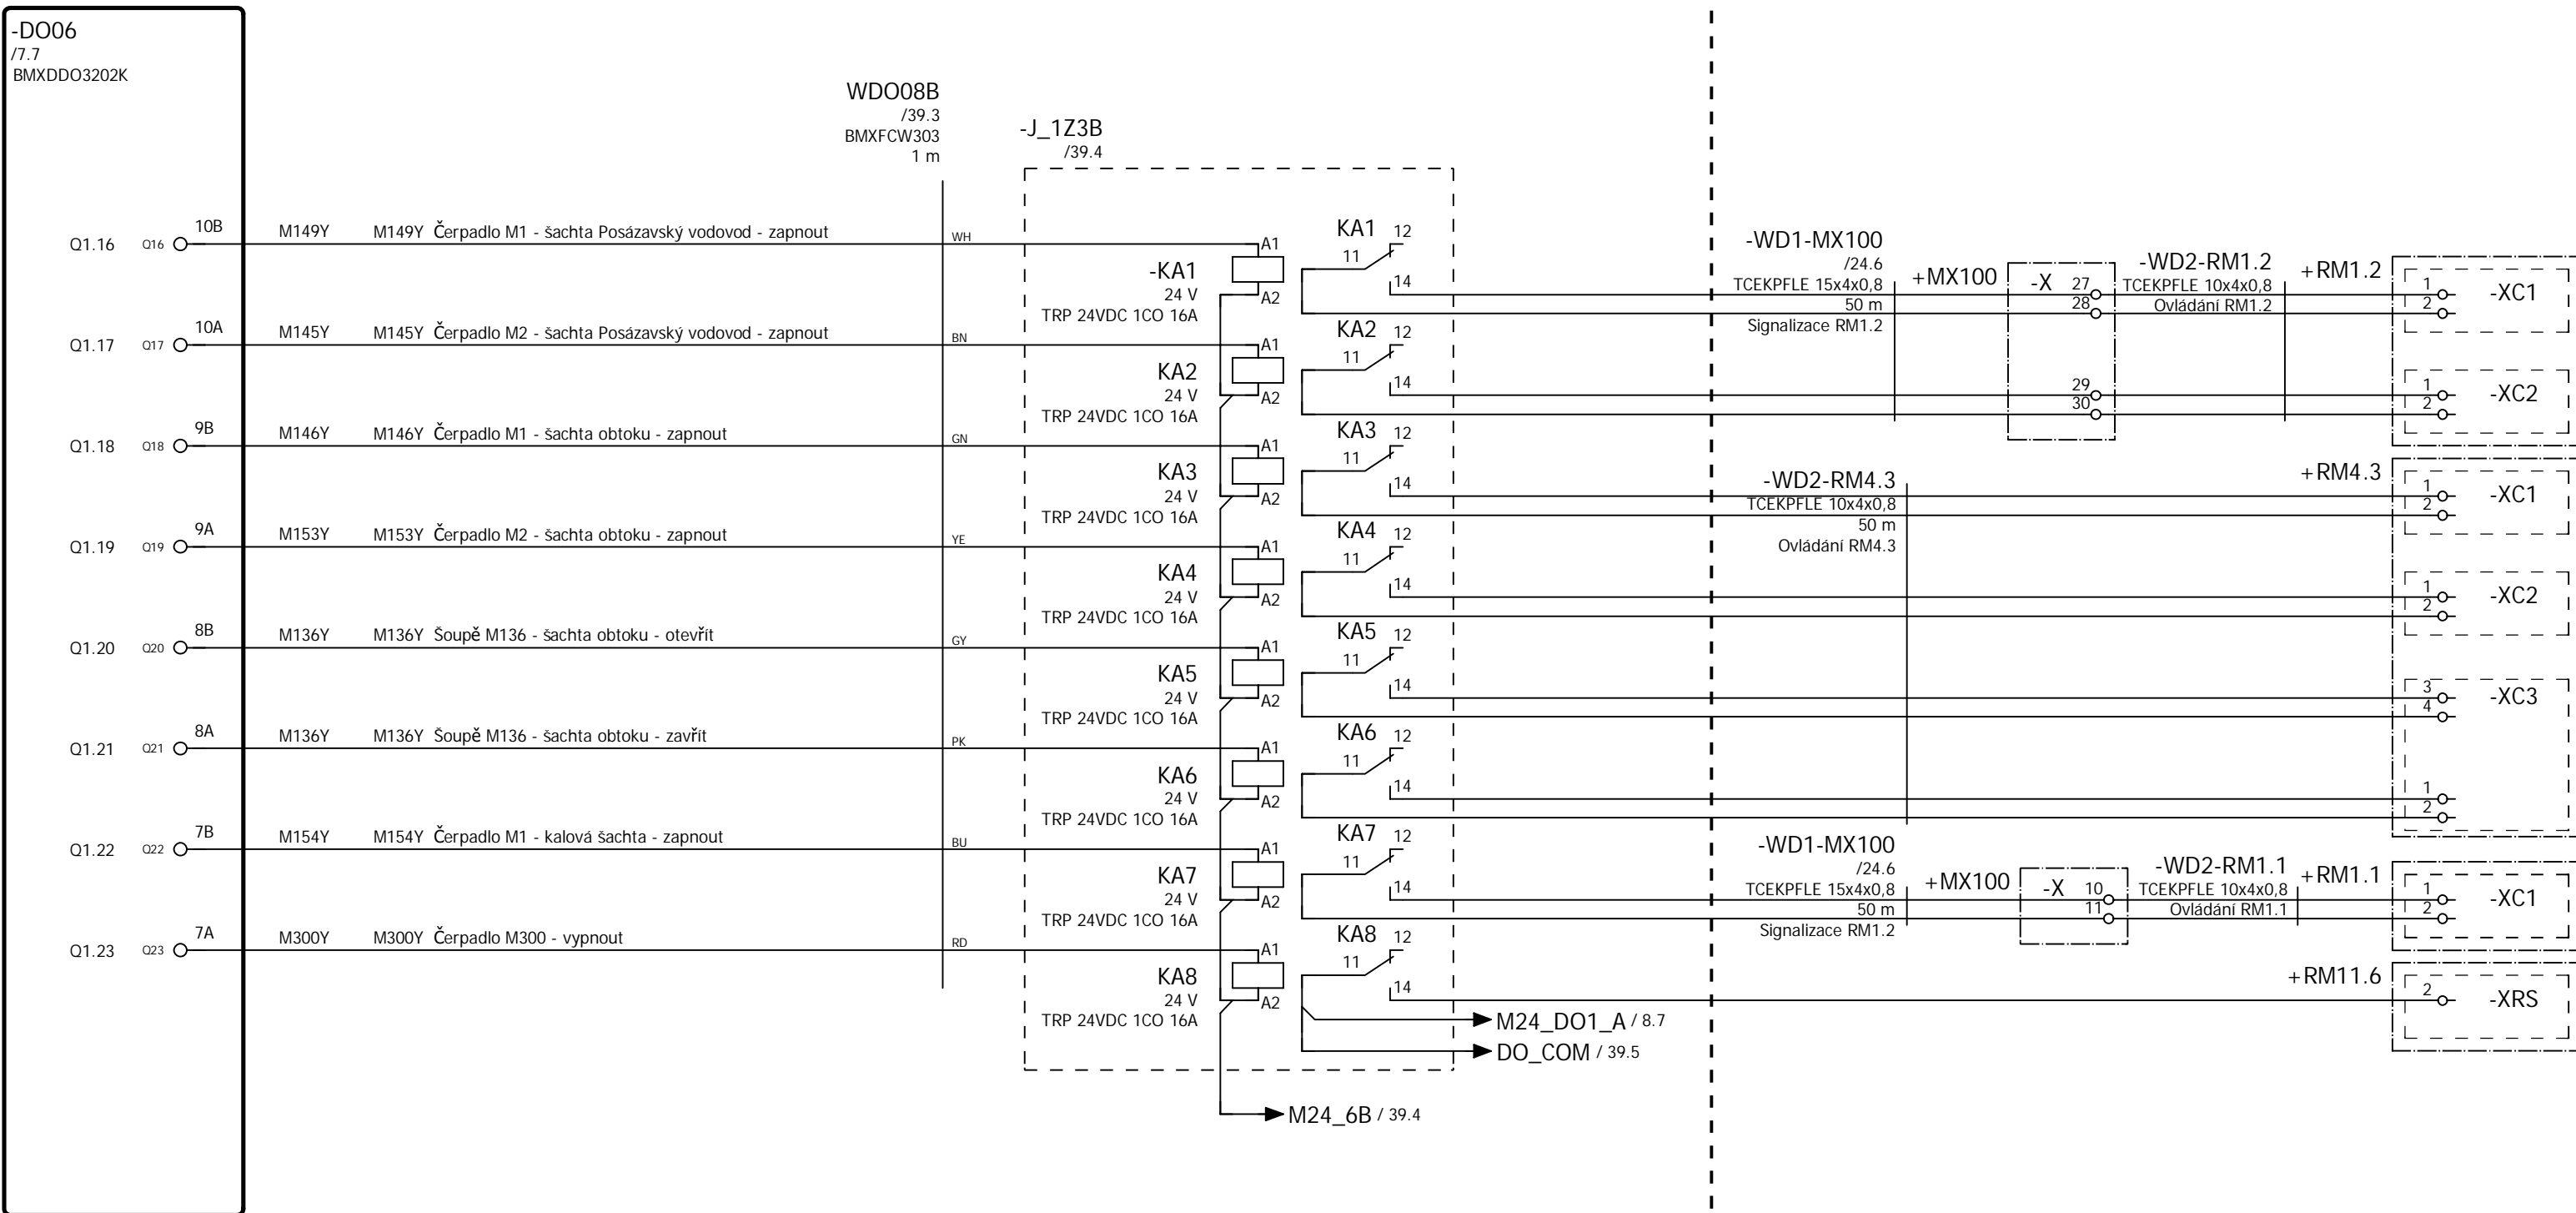 -DO06
/7.7
BMXDDO3202K
WDO08B
/39.3
BMXFCW303
1 m
-J_1Z3B
/39.4
Q1.16 Q16 10B M149Y M149Y Čerpadlo M1 - šachta Posázavský vodovod - zapnout WH
Q1.17 Q17 10A M145Y M145Y Čerpadlo M2 - šachta Posázavský vodovod - zapnout BN
Q1.18 Q18 9B M146Y M146Y Čerpadlo M1 - šachta obtoku - zapnout GN
Q1.19 Q19 9A M153Y M153Y Čerpadlo M2 - šachta obtoku - zapnout YE
Q1.20 Q20 8B M136Y M136Y Šoupě M136 - šachta obtoku - otevřít GY
Q1.21 Q21 8A M136Y M136Y Šoupě M136 - šachta obtoku - zavřít PK
Q1.22 Q22 7B M154Y M154Y Čerpadlo M1 - kalová šachta - zapnout BU
Q1.23 Q23 7A M300Y M300Y Čerpadlo M300 - vypnout RD
A1
-KA1
24 V
A2
TRP 24VDC 1CO 16A
A1
KA2
24 V
A2
TRP 24VDC 1CO 16A
A1
KA3
24 V
A2
TRP 24VDC 1CO 16A
A1
KA4
24 V
A2
TRP 24VDC 1CO 16A
A1
KA5
24 V
A2
TRP 24VDC 1CO 16A
A1
KA6
24 V
A2
TRP 24VDC 1CO 16A
A1
KA7
24 V
A2
TRP 24VDC 1CO 16A
A1
KA8
24 V
A2
TRP 24VDC 1CO 16A
KA1 12
11
14
KA2 12
11
14
KA3 12
11
14
KA4 12
11
14
KA5 12
11
14
KA6 12
11
14
KA7 12
11
14
KA8 12
11
14
M24_DO1_A / 8.7
DO_COM / 39.5
M24_6B / 39.4
-WD1-MX100
/24.6
TCEKPFLE 15x4x0,8
50 m
Signalizace RM1.2
+MX100
-X 27
28
29
30
-WD2-RM1.2
TCEKPFLE 10x4x0,8
Ovládání RM1.2
+RM1.2
1 -XC1
2
1 -XC2
2
-WD2-RM4.3
TCEKPFLE 10x4x0,8
50 m
Ovládání RM4.3
+RM4.3
1 -XC1
2
1 -XC2
2
3 -XC3
4
1
2
-WD1-MX100
/24.6
TCEKPFLE 15x4x0,8
50 m
Signalizace RM1.2
+MX100
-X 10
11
-WD2-RM1.1
TCEKPFLE 10x4x0,8
Ovládání RM1.1
+RM1.1
1 -XC1
2
+RM11.6
2 -XRS